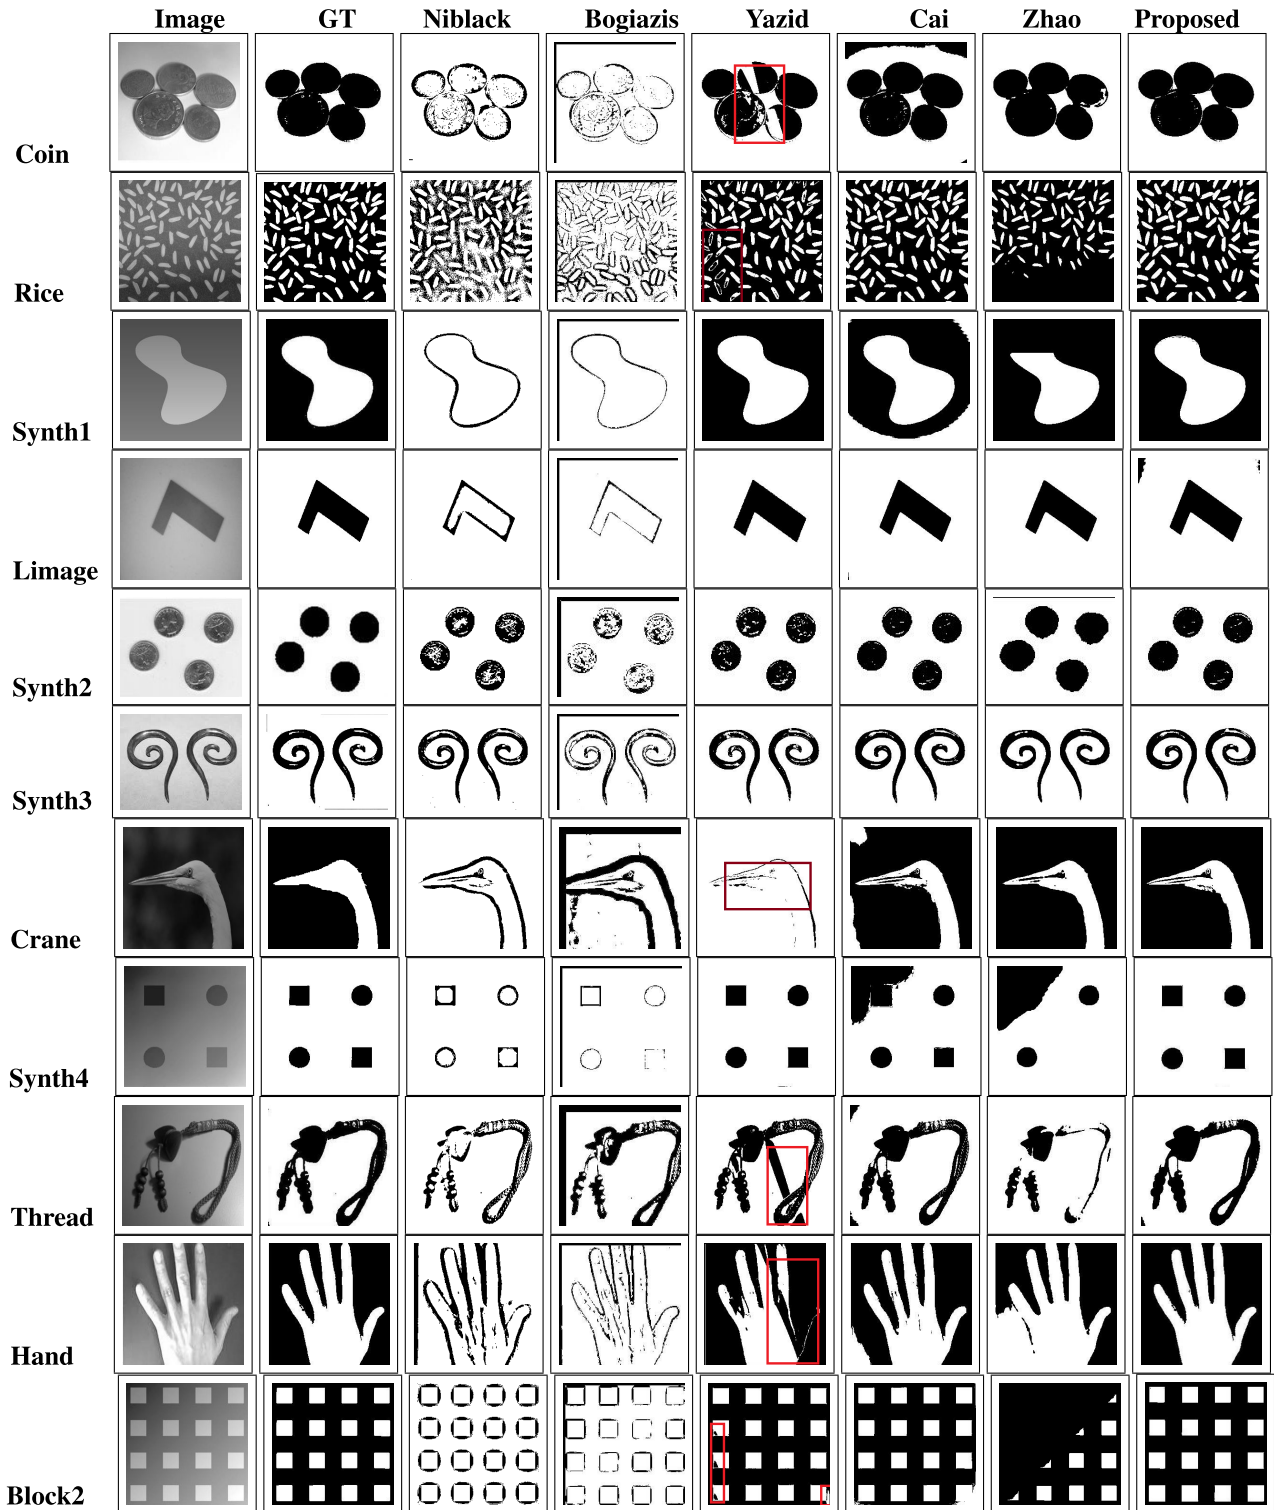 Image GT Niblack Bogiazis Yazid Cai Zhao Proposed
Coin
Rice
Synth1
Limage
Synth2
Synth3
Crane
Synth4
Thread
Hand
Block2